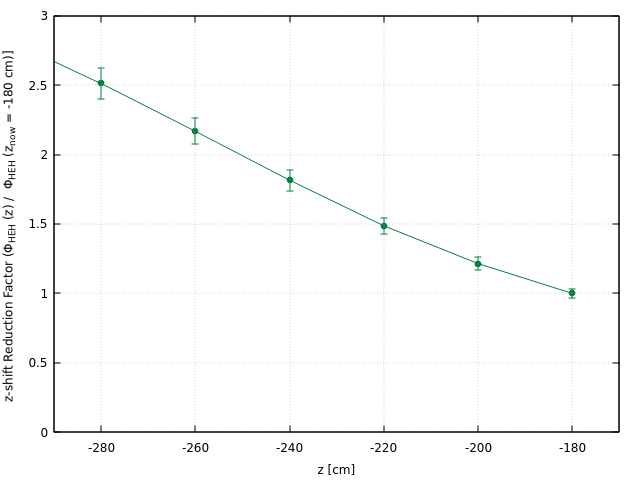 z-shift Reduction Factor (ΦHEH (z) / ΦHEH (znow = -180 cm)]
3
2.5
2
1.5
1
0.5
0
-280 -260 -240 -220 -200 -180
z [cm]